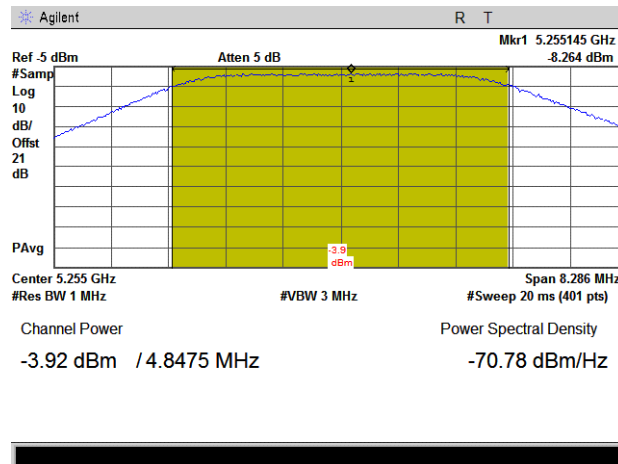 Agilent R T
Mkr1 5.255145 GHz
Ref -5 dBm Atten 5 dB -8.264 dBm
#Samp
Log
10
dB/
Offst
21
dB
1
PAvg
-3.9
dBm
Center 5.255 GHz Span 8.286 MHz
#Res BW 1 MHz #VBW 3 MHz #Sweep 20 ms (401 pts)
Channel Power Power Spectral Density
-3.92 dBm / 4.8475 MHz -70.78 dBm/Hz